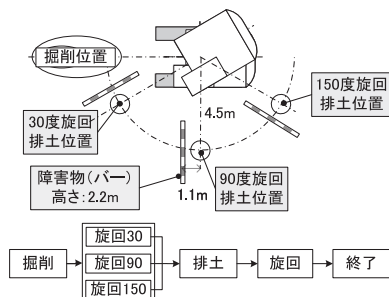 掘削位置
150度旋回
排土位置
30度旋回
排土位置
4.5m
障害物(バー)
高さ:2.2m
1.1m
90度旋回
排土位置
掘削
旋回30
旋回90
旋回150
排土
旋回
終了